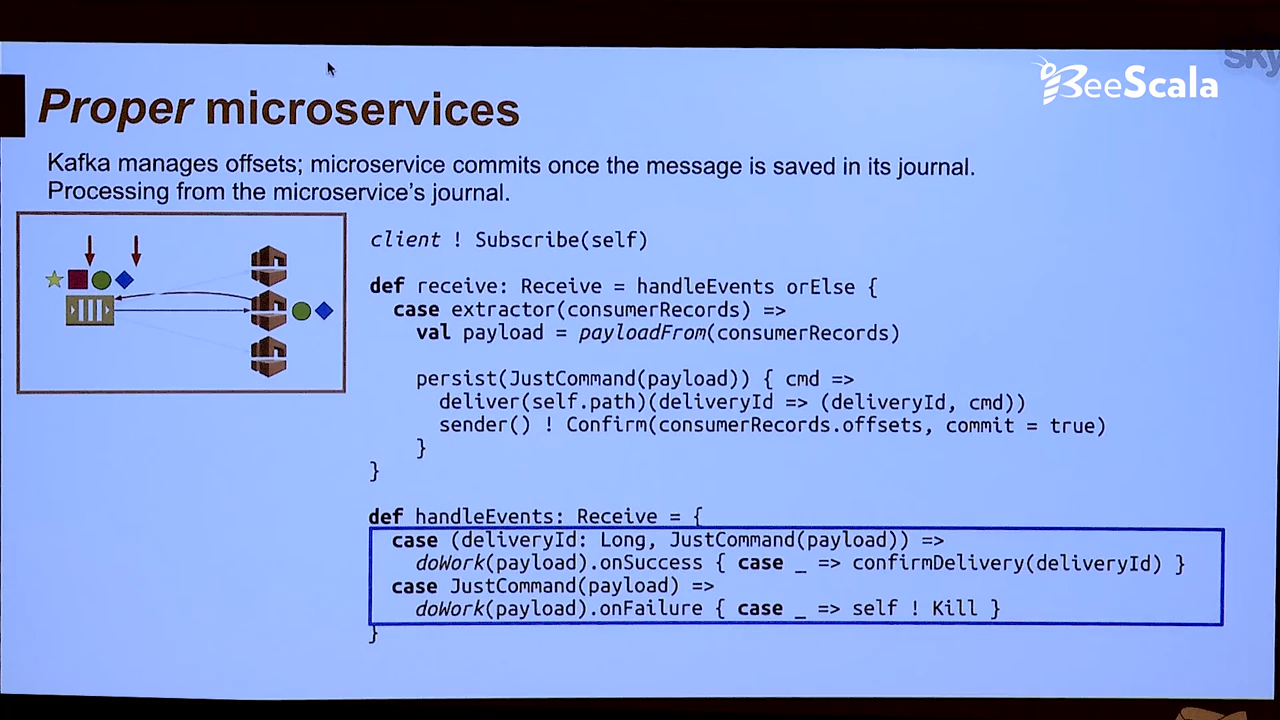 BeeScala
sky
Proper microservices
Kafka manages offsets; microservice commits once the message is saved in its journal.
Processing from the microservice's journal.
client ! Subscribe(self)
def receive: Receive = handleEvents orElse {
case extractor(consumerRecords) =>
val payload = payloadFrom(consumerRecords)
persist(JustCommand(payload)) { cmd =>
deliver(self.path)(deliveryId => (deliveryId, cmd))
sender() ! Confirm(consumerRecords.offsets, commit = true)
}
}
def handleEvents: Receive = {
case (deliveryId: Long, JustCommand(payload)) =>
doWork(payload).onSuccess { case _ => confirmDelivery(deliveryId) }
case JustCommand(payload) =>
doWork(payload).onFailure { case _ => self ! Kill }
}